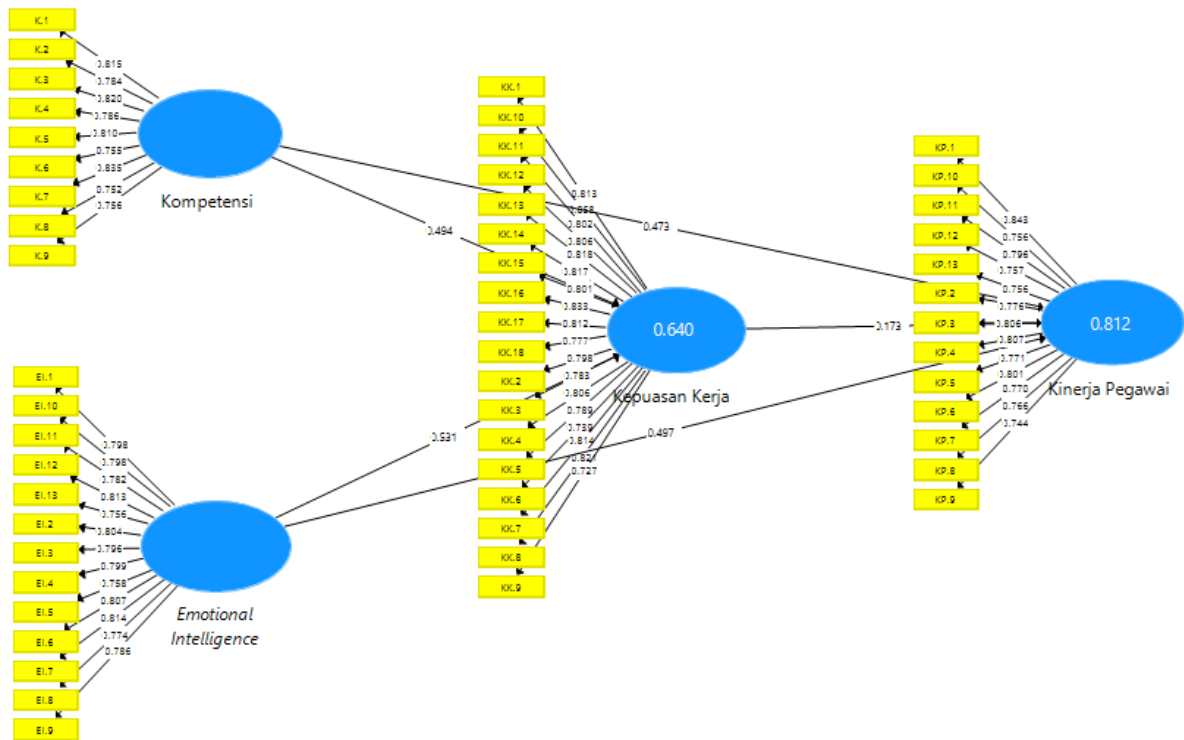 K.1
K.2
K.3
K.4
K.5
K.6
K.7
K.8
K.9
0.815
0.784
0.820
0.786
0.810
0.755
0.835
0.752
0.756
Kompetensi
EI.1
EI.10
EI.11
EI.12
EI.13
EI.2
EI.3
EI.4
EI.5
EI.6
EI.7
EI.8
EI.9
0.798
0.798
0.782
0.813
0.756
0.804
0.796
0.799
0.758
0.807
0.814
0.774
0.786
Emotional
Intelligence
0.494
0.531
0.473
0.497
KK.1
KK.10
KK.11
KK.12
KK.13
KK.14
KK.15
KK.16
KK.17
KK.18
KK.2
KK.3
KK.4
KK.5
KK.6
KK.7
KK.8
KK.9
0.813
0.858
0.802
0.806
0.818
0.817
0.801
0.833
0.812
0.777
0.798
0.783
0.806
0.789
0.739
0.814
0.821
0.727
0.640
Kepuasan Kerja
0.173
KP.1
KP.10
KP.11
KP.12
KP.13
KP.2
KP.3
KP.4
KP.5
KP.6
KP.7
KP.8
KP.9
0.843
0.756
0.796
0.757
0.756
0.776
0.806
0.807
0.771
0.801
0.770
0.766
0.744
0.812
Kinerja Pegawai